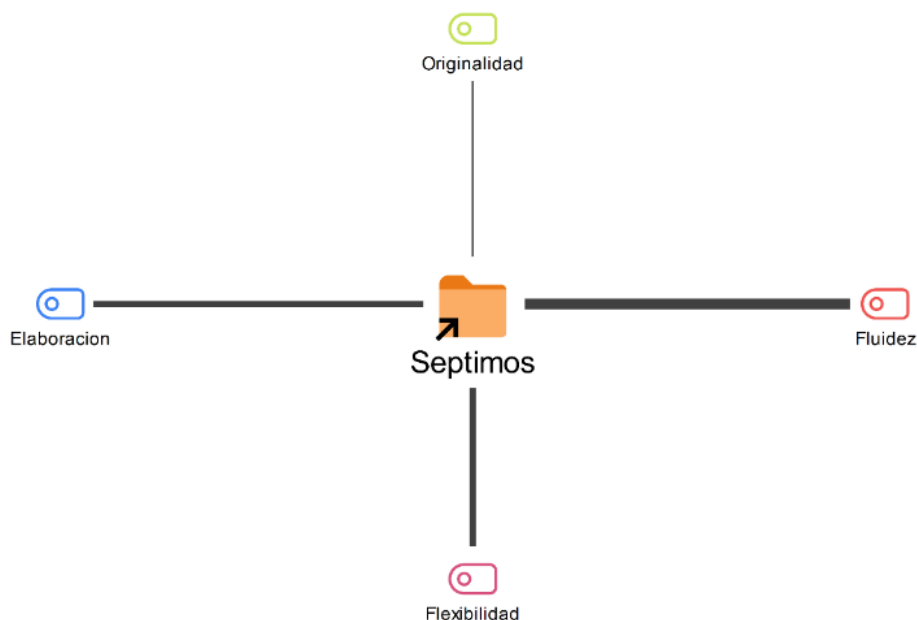 Originalidad
Elaboracion
Septimos
Fluidez
Flexibilidad